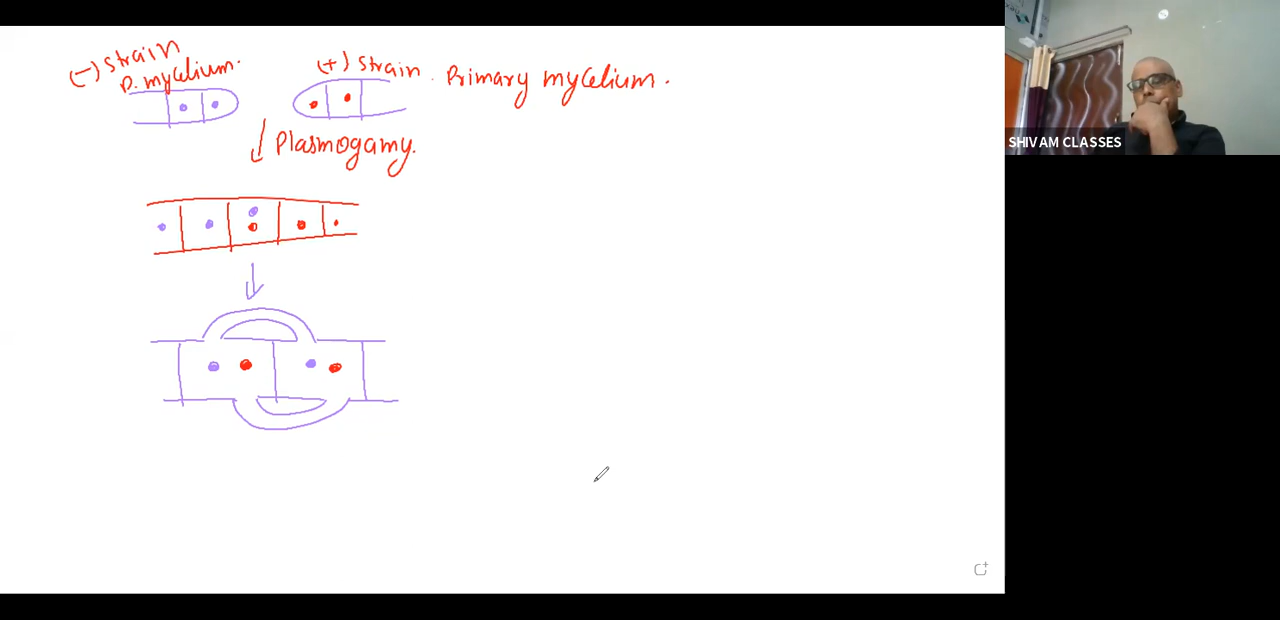 (-) Strain
P. mycelium.
(+) Strain. Primary mycelium.
Plasmogamy.
SHIVAM CLASSES